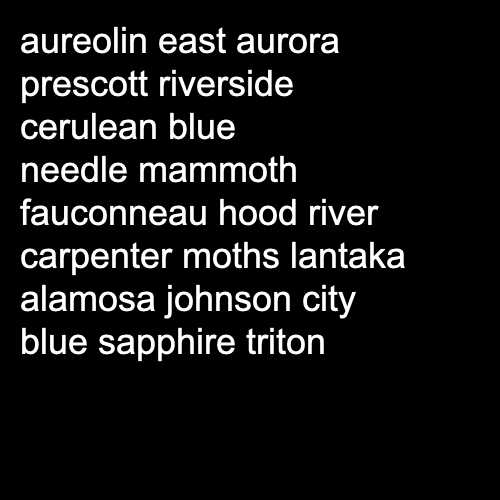 aureolin east aurora
prescott riverside
cerulean blue
needle mammoth
fauconneau hood river
carpenter moths lantaka
alamosa johnson city
blue sapphire triton